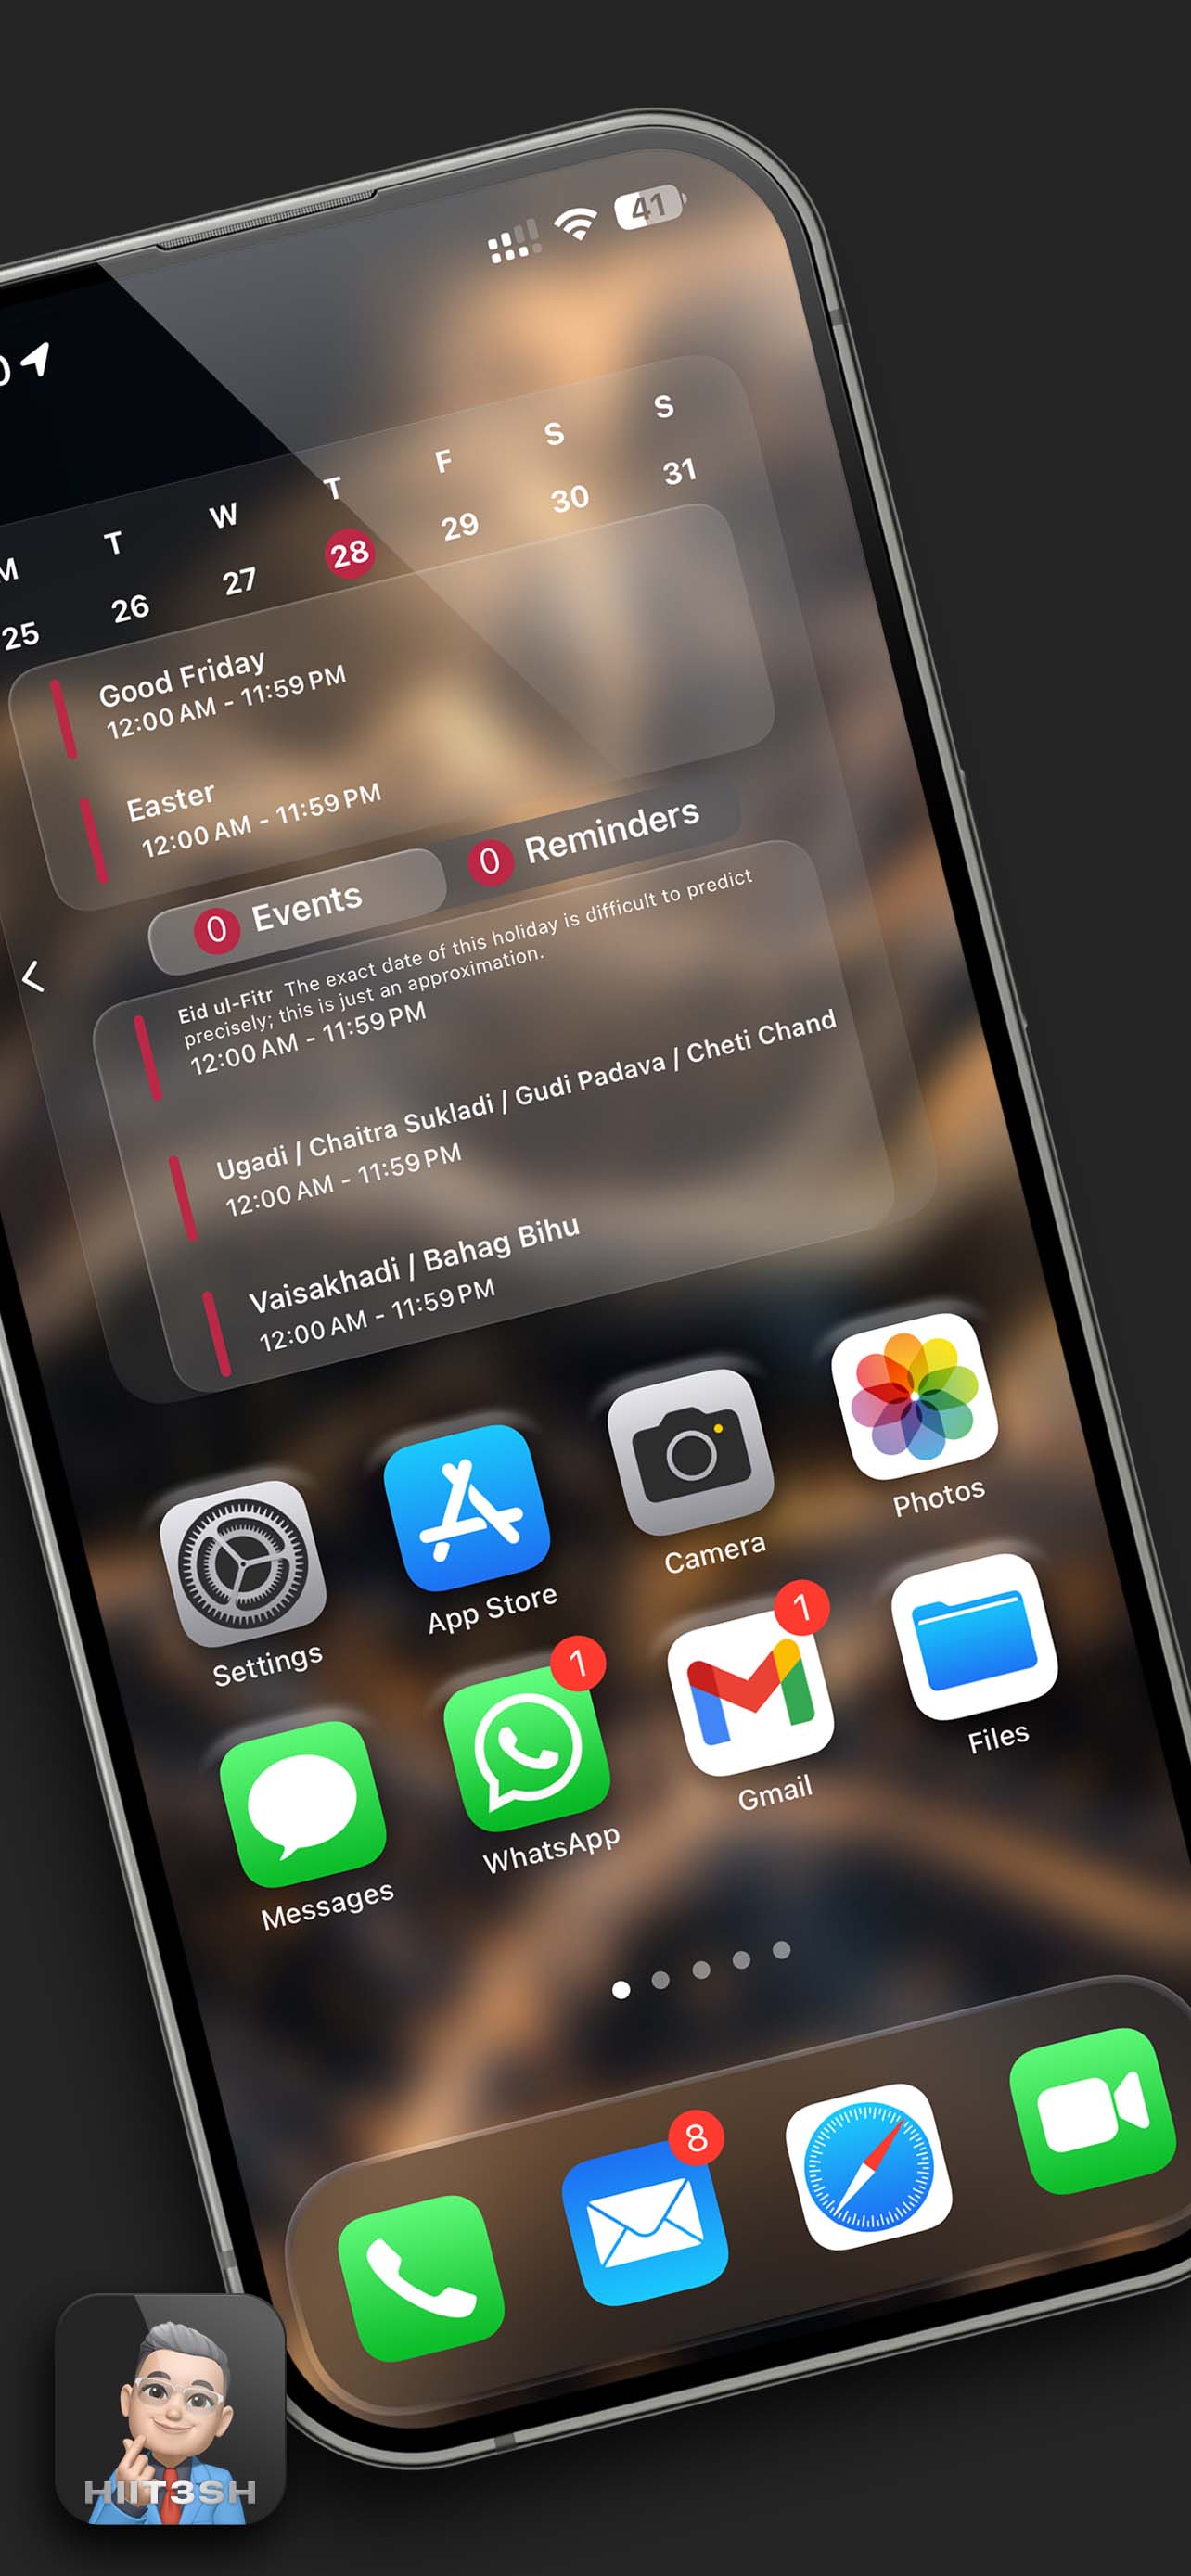 41
M T W T F S S
25 26 27 28 29 30 31
Good Friday
12:00 AM - 11:59 PM
Easter
12:00 AM - 11:59 PM
0 Events 0 Reminders
Eid ul-Fitr The exact date of this holiday is difficult to predict
precisely; this is just an approximation.
12:00 AM - 11:59 PM
Ugadi / Chaitra Sukladi / Gudi Padava / Cheti Chand
12:00 AM - 11:59 PM
Vaisakhadi / Bahag Bihu
12:00 AM - 11:59 PM
Settings App Store Camera Photos
1 1
Messages WhatsApp Gmail Files
8
HIIT3SH